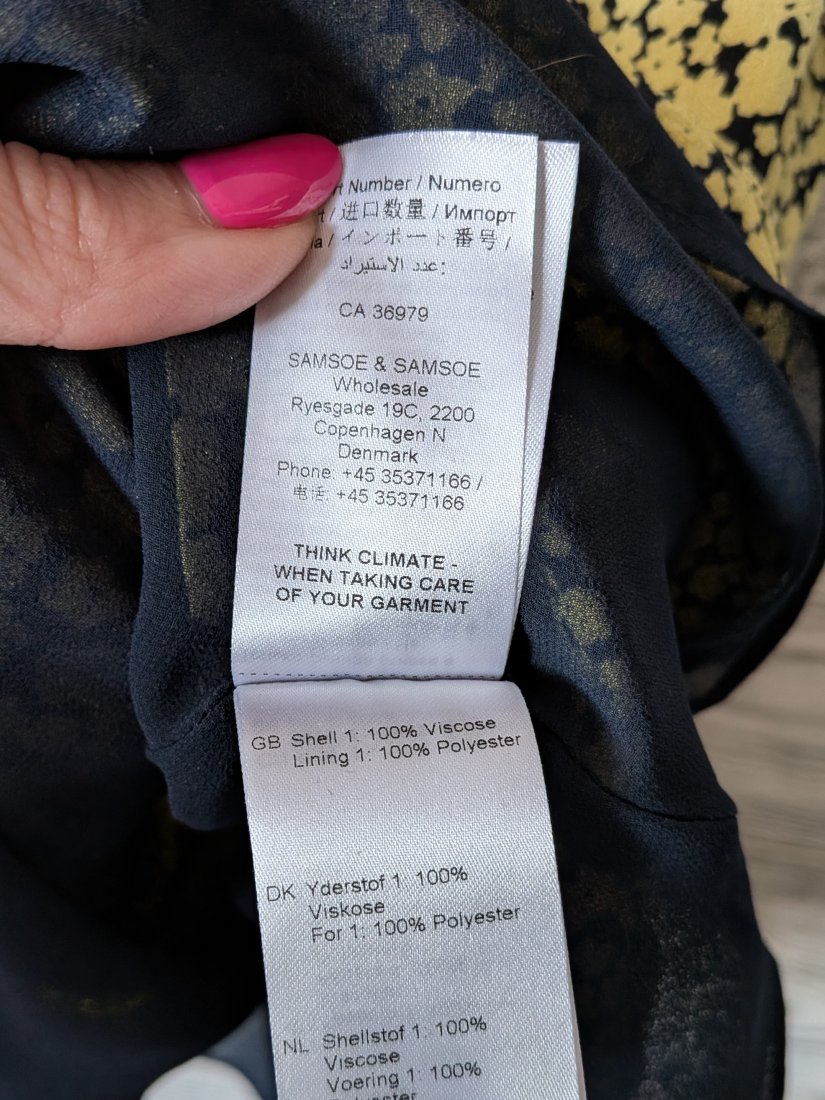 Number / Numero
/ 进口数量 / Импорт
/ インポート番号 /
عدد الاستيراد:
CA 36979
SAMSOE & SAMSOE
Wholesale
Ryesgade 19C, 2200
Copenhagen N
Denmark
Phone: +45 35371166 /
电话: +45 35371166
THINK CLIMATE -
WHEN TAKING CARE
OF YOUR GARMENT
GB Shell 1: 100% Viscose
Lining 1: 100% Polyester
DK Yderstof 1: 100%
Viskose
For 1: 100% Polyester
NL Shellstof 1: 100%
Viscose
Voering 1: 100%